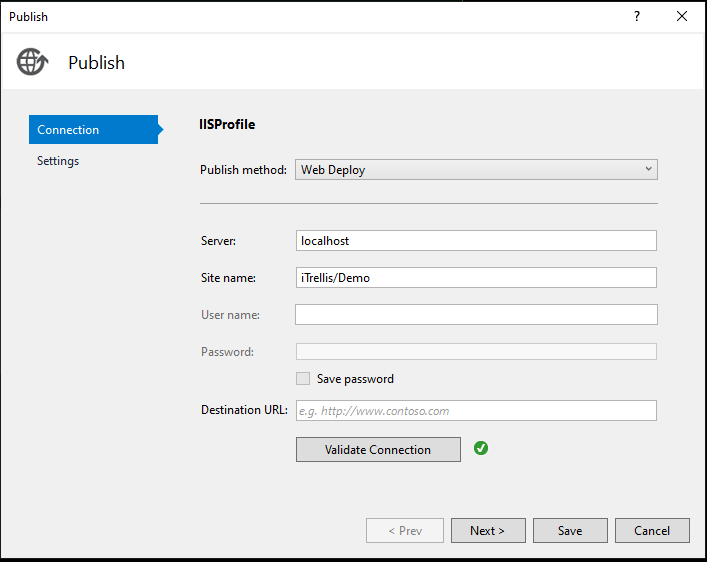 Publish
?
Publish
Connection
Settings
IISProfile
Publish method: Web Deploy
Server: localhost
Site name: iTrellis/Demo
User name:
Password:
Save password
Destination URL: e.g. http://www.contoso.com
Validate Connection
< Prev Next > Save Cancel